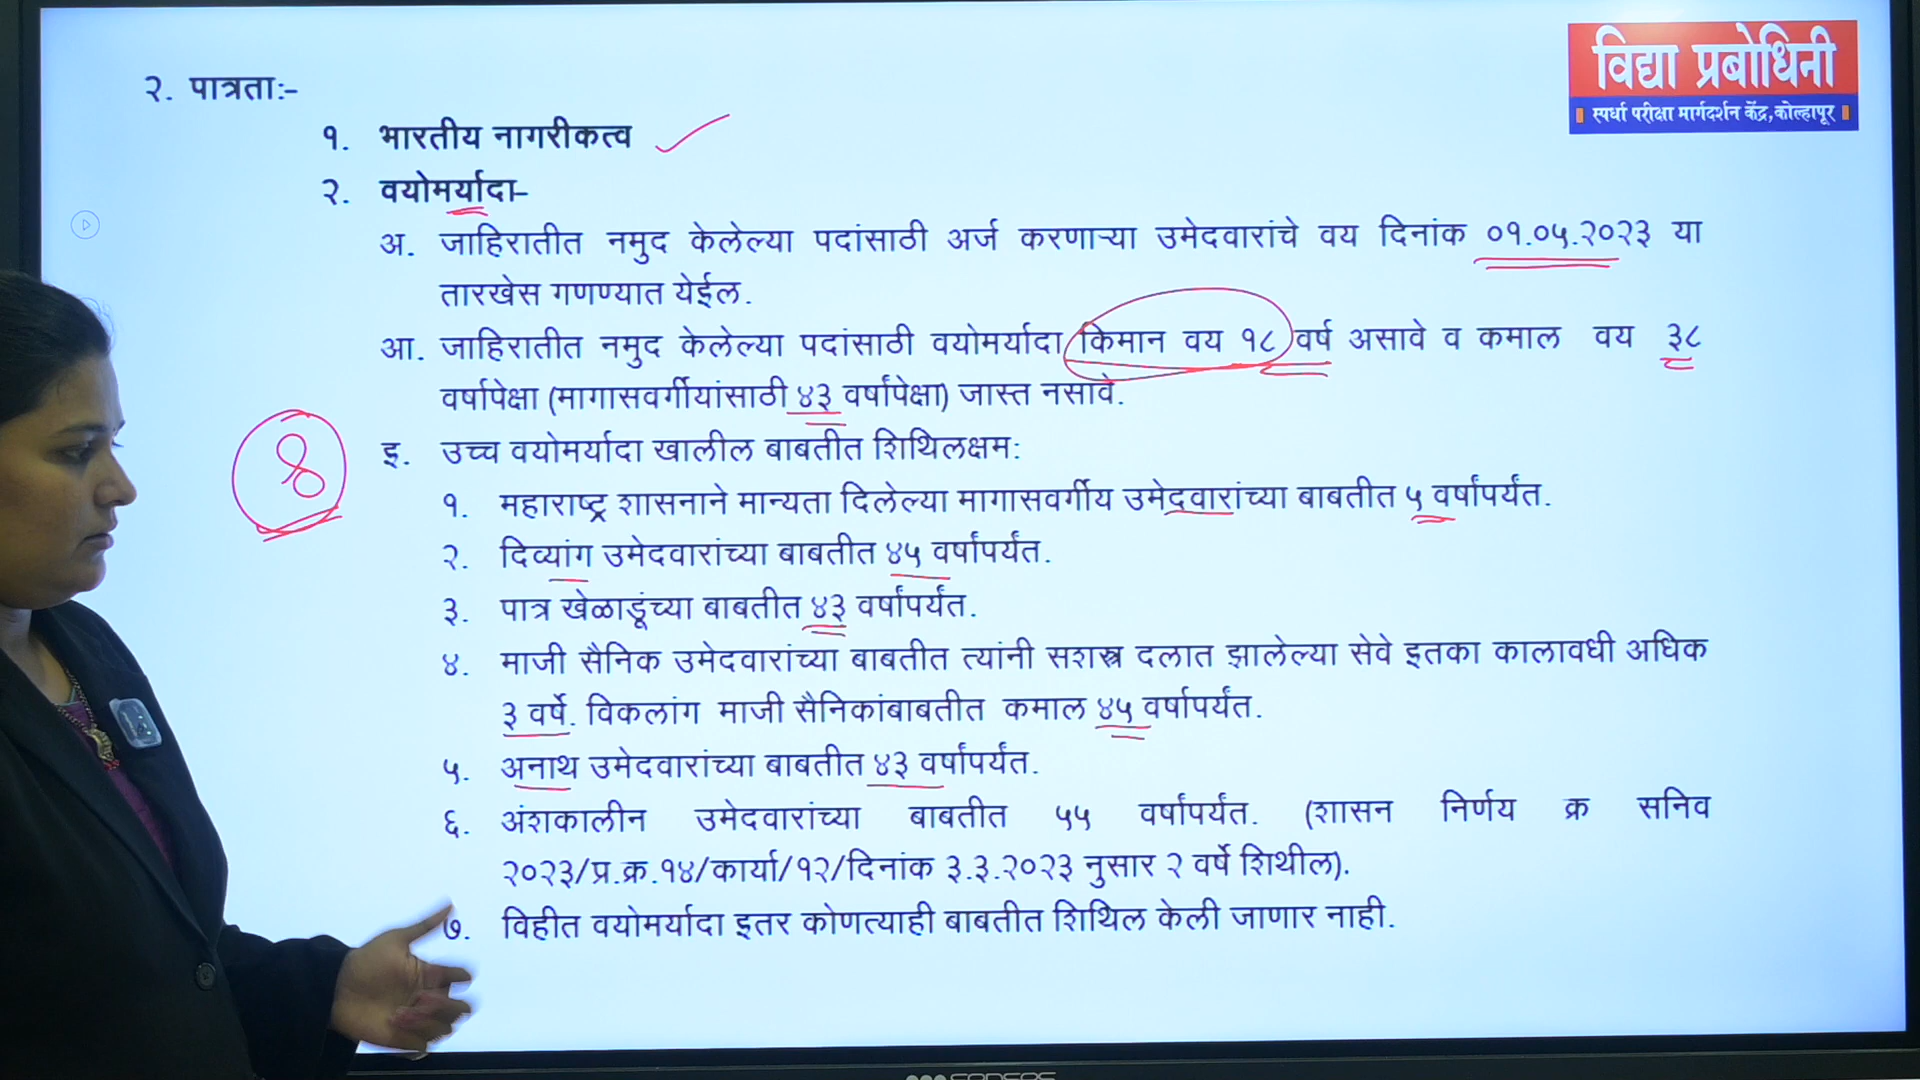 विद्या प्रबोधिनी
स्पर्धा परीक्षा मार्गदर्शन केंद्र,कोल्हापूर
२. पात्रता:-
१. भारतीय नागरीकत्व
२. वयोमर्यादा-
अ. जाहिरातीत नमुद केलेल्या पदांसाठी अर्ज करणाऱ्या उमेदवारांचे वय दिनांक ०१.०५.२०२३ या
तारखेस गणण्यात येईल.
आ. जाहिरातीत नमुद केलेल्या पदांसाठी वयोमर्यादा किमान वय १८ वर्ष असावे व कमाल वय ३८
वर्षापेक्षा (मागासवर्गीयांसाठी ४३ वर्षांपेक्षा) जास्त नसावे.
इ. उच्च वयोमर्यादा खालील बाबतीत शिथिलक्षम:
१. महाराष्ट्र शासनाने मान्यता दिलेल्या मागासवर्गीय उमेदवारांच्या बाबतीत ५ वर्षांपर्यंत.
२. दिव्यांग उमेदवारांच्या बाबतीत ४५ वर्षांपर्यंत.
३. पात्र खेळाडूंच्या बाबतीत ४३ वर्षांपर्यंत.
४. माजी सैनिक उमेदवारांच्या बाबतीत त्यांनी सशस्त्र दलात झालेल्या सेवे इतका कालावधी अधिक
३ वर्षे. विकलांग माजी सैनिकांबाबतीत कमाल ४५ वर्षापर्यंत.
५. अनाथ उमेदवारांच्या बाबतीत ४३ वर्षांपर्यंत.
६. अंशकालीन उमेदवारांच्या बाबतीत ५५ वर्षांपर्यंत. (शासन निर्णय क्र सनिव
२०२३/प्र.क्र.१४/कार्या/१२/दिनांक ३.३.२०२३ नुसार २ वर्षे शिथील).
७. विहीत वयोमर्यादा इतर कोणत्याही बाबतीत शिथिल केली जाणार नाही.